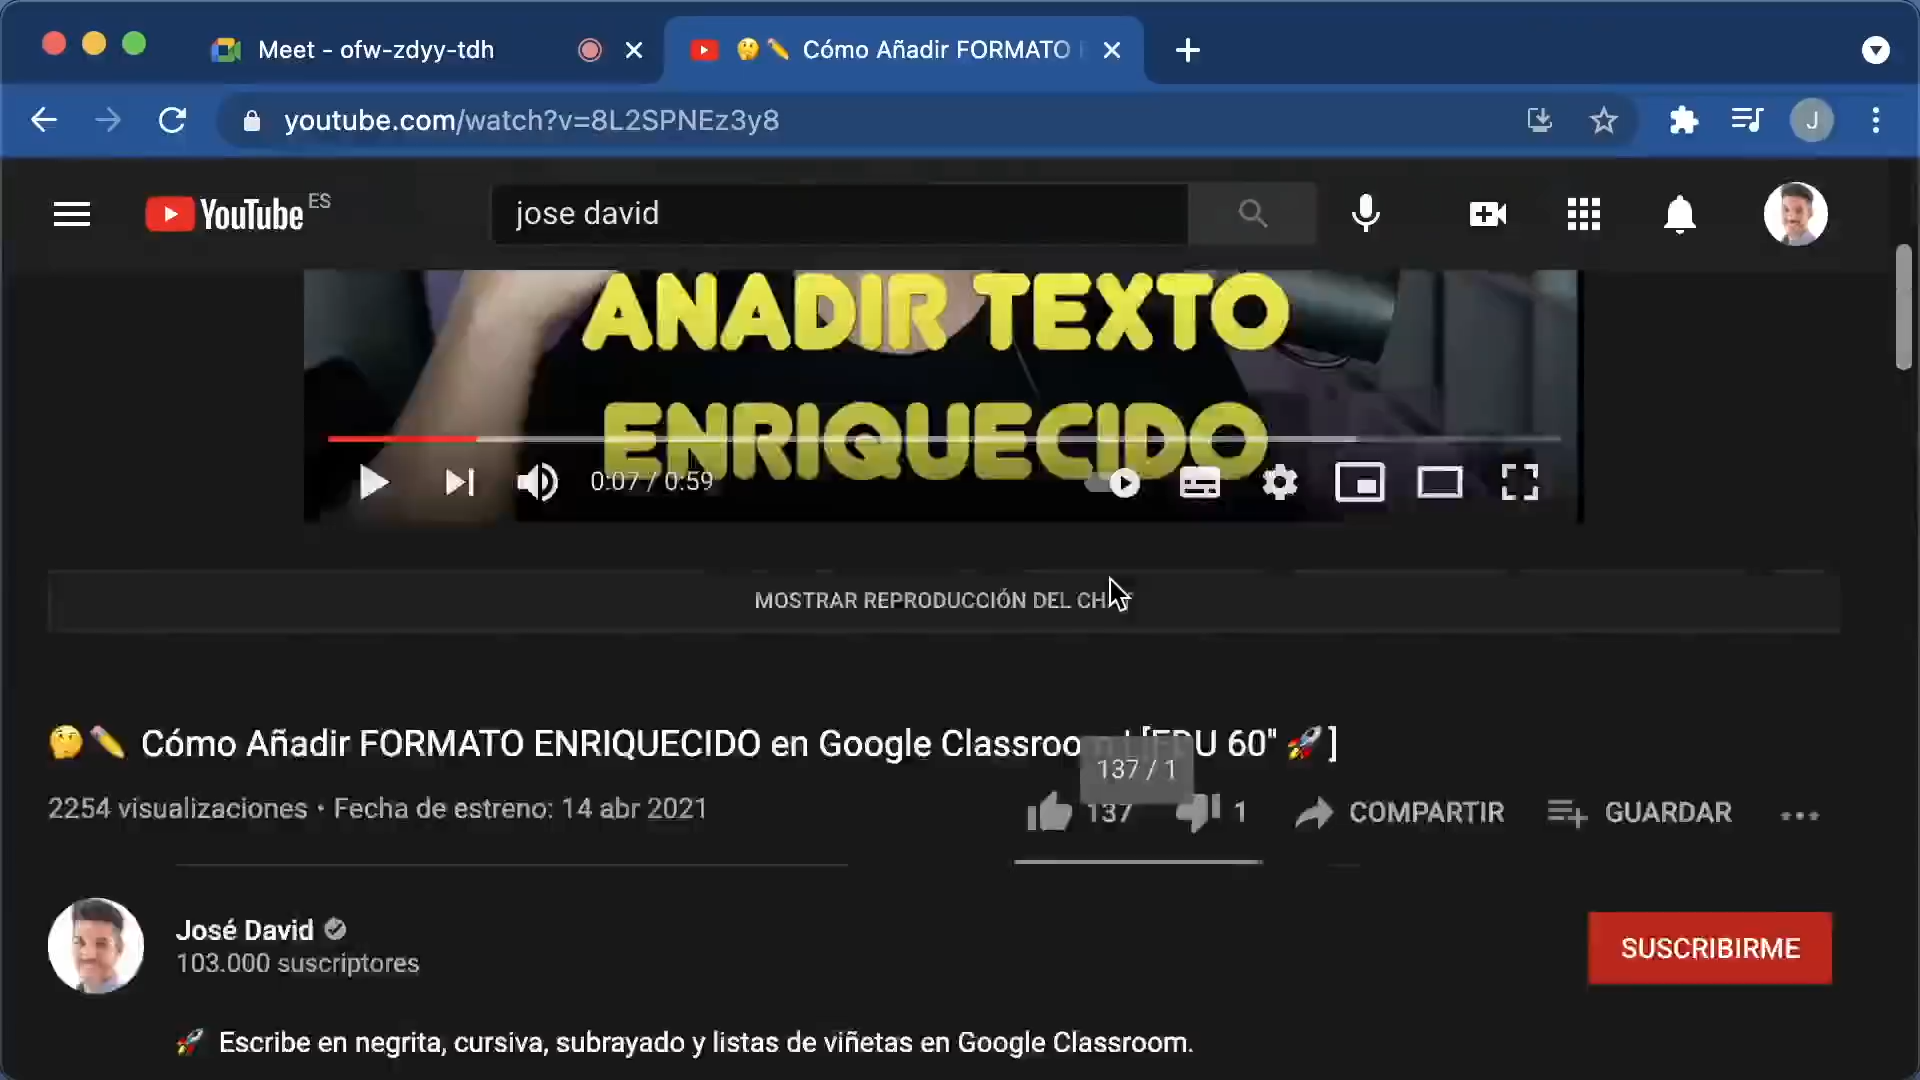 Meet - ofw-zdyy-tdh
🤔✏️ Cómo Añadir FORMATO
youtube.com/watch?v=8L2SPNEz3y8
J
YouTube ES
jose david
ANADIR TEXTO
ENRIQUECIDO
0:07 / 0:59
MOSTRAR REPRODUCCIÓN DEL CH
🤔✏️ Cómo Añadir FORMATO ENRIQUECIDO en Google Classroom | [EDU 60" 🚀]
137 / 1
2254 visualizaciones • Fecha de estreno: 14 abr 2021
137
1
COMPARTIR
GUARDAR
José David
103.000 suscriptores
SUSCRIBIRME
🚀 Escribe en negrita, cursiva, subrayado y listas de viñetas en Google Classroom.